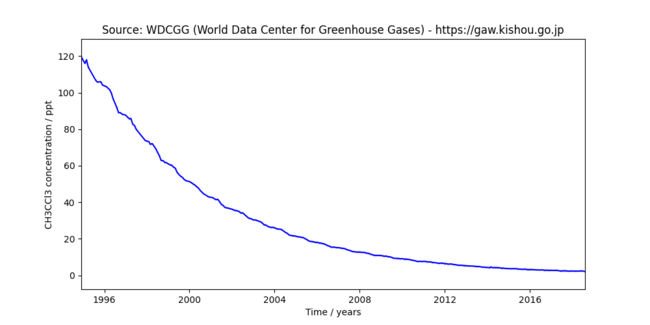 Source: WDCGG (World Data Center for Greenhouse Gases) - https://gaw.kishou.go.jp
120
100
80
60
40
20
0
CH3CCl3 concentration / ppt
1996 2000 2004 2008 2012 2016
Time / years